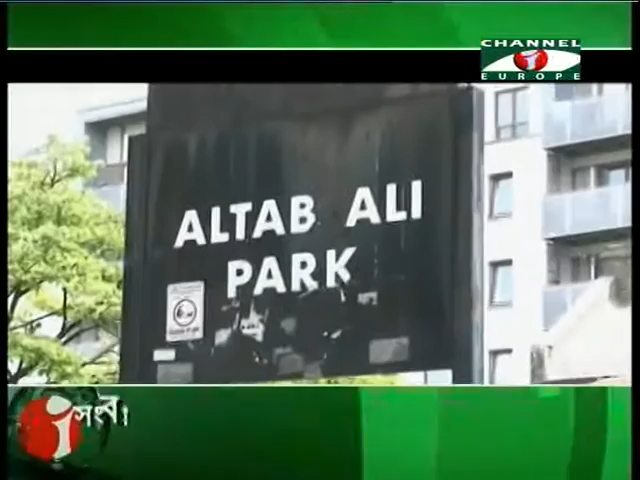 CHANNEL
i
EUROPE
ALTAB ALI
PARK
i